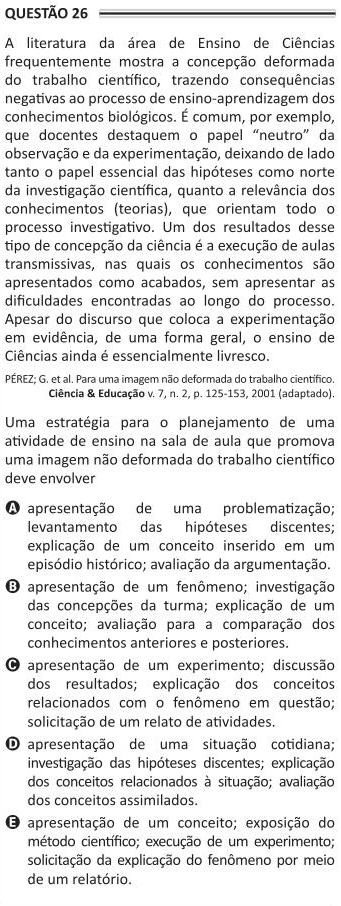 QUESTÃO 26
A literatura da área de Ensino de Ciências
frequentemente mostra a concepção deformada
do trabalho científico, trazendo consequências
negativas ao processo de ensino-aprendizagem dos
conhecimentos biológicos. É comum, por exemplo,
que docentes destaquem o papel “neutro” da
observação e da experimentação, deixando de lado
tanto o papel essencial das hipóteses como norte
da investigação científica, quanto a relevância dos
conhecimentos (teorias), que orientam todo o
processo investigativo. Um dos resultados desse
tipo de concepção da ciência é a execução de aulas
transmissivas, nas quais os conhecimentos são
apresentados como acabados, sem apresentar as
dificuldades encontradas ao longo do processo.
Apesar do discurso que coloca a experimentação
em evidência, de uma forma geral, o ensino de
Ciências ainda é essencialmente livresco.
PÉREZ; G. et al. Para uma imagem não deformada do trabalho científico.
Ciência & Educação v. 7, n. 2, p. 125-153, 2001 (adaptado).
Uma estratégia para o planejamento de uma
atividade de ensino na sala de aula que promova
uma imagem não deformada do trabalho científico
deve envolver
A apresentação de uma problematização;
levantamento das hipóteses discentes;
explicação de um conceito inserido em um
episódio histórico; avaliação da argumentação.
B apresentação de um fenômeno; investigação
das concepções da turma; explicação de um
conceito; avaliação para a comparação dos
conhecimentos anteriores e posteriores.
C apresentação de um experimento; discussão
dos resultados; explicação dos conceitos
relacionados com o fenômeno em questão;
solicitação de um relato de atividades.
D apresentação de uma situação cotidiana;
investigação das hipóteses discentes; explicação
dos conceitos relacionados à situação; avaliação
dos conceitos assimilados.
E apresentação de um conceito; exposição do
método científico; execução de um experimento;
solicitação da explicação do fenômeno por meio
de um relatório.